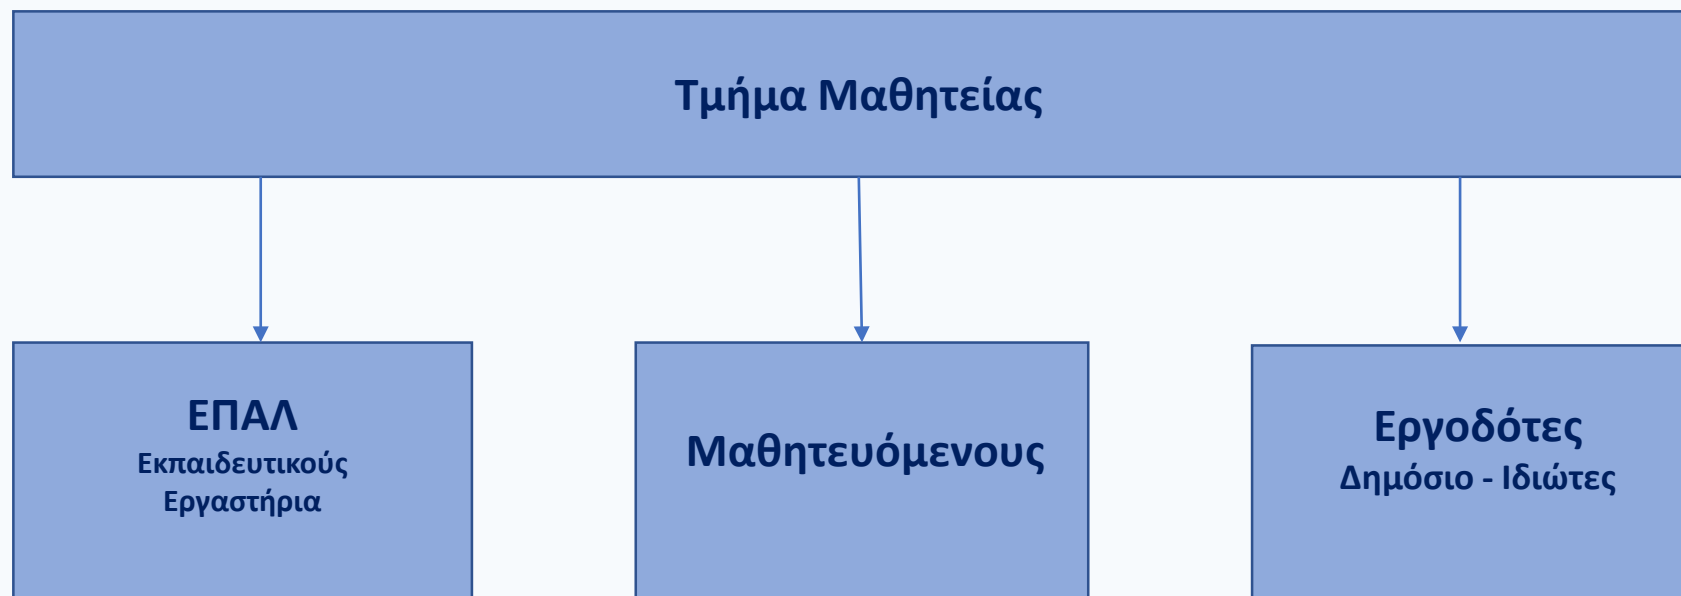 Τμήμα Μαθητείας
ΕΠΑΛ
Εκπαιδευτικούς
Εργαστήρια
Μαθητευόμενους
Εργοδότες
Δημόσιο - Ιδιώτες